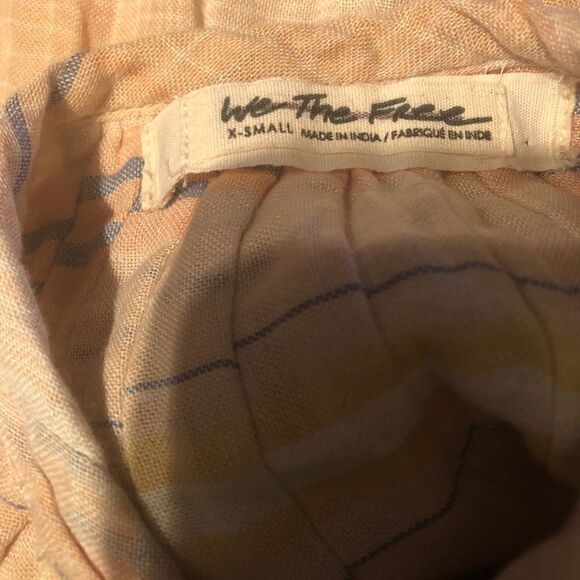 We The Free
X-SMALL MADE IN INDIA / FABRIQUÉ EN INDE